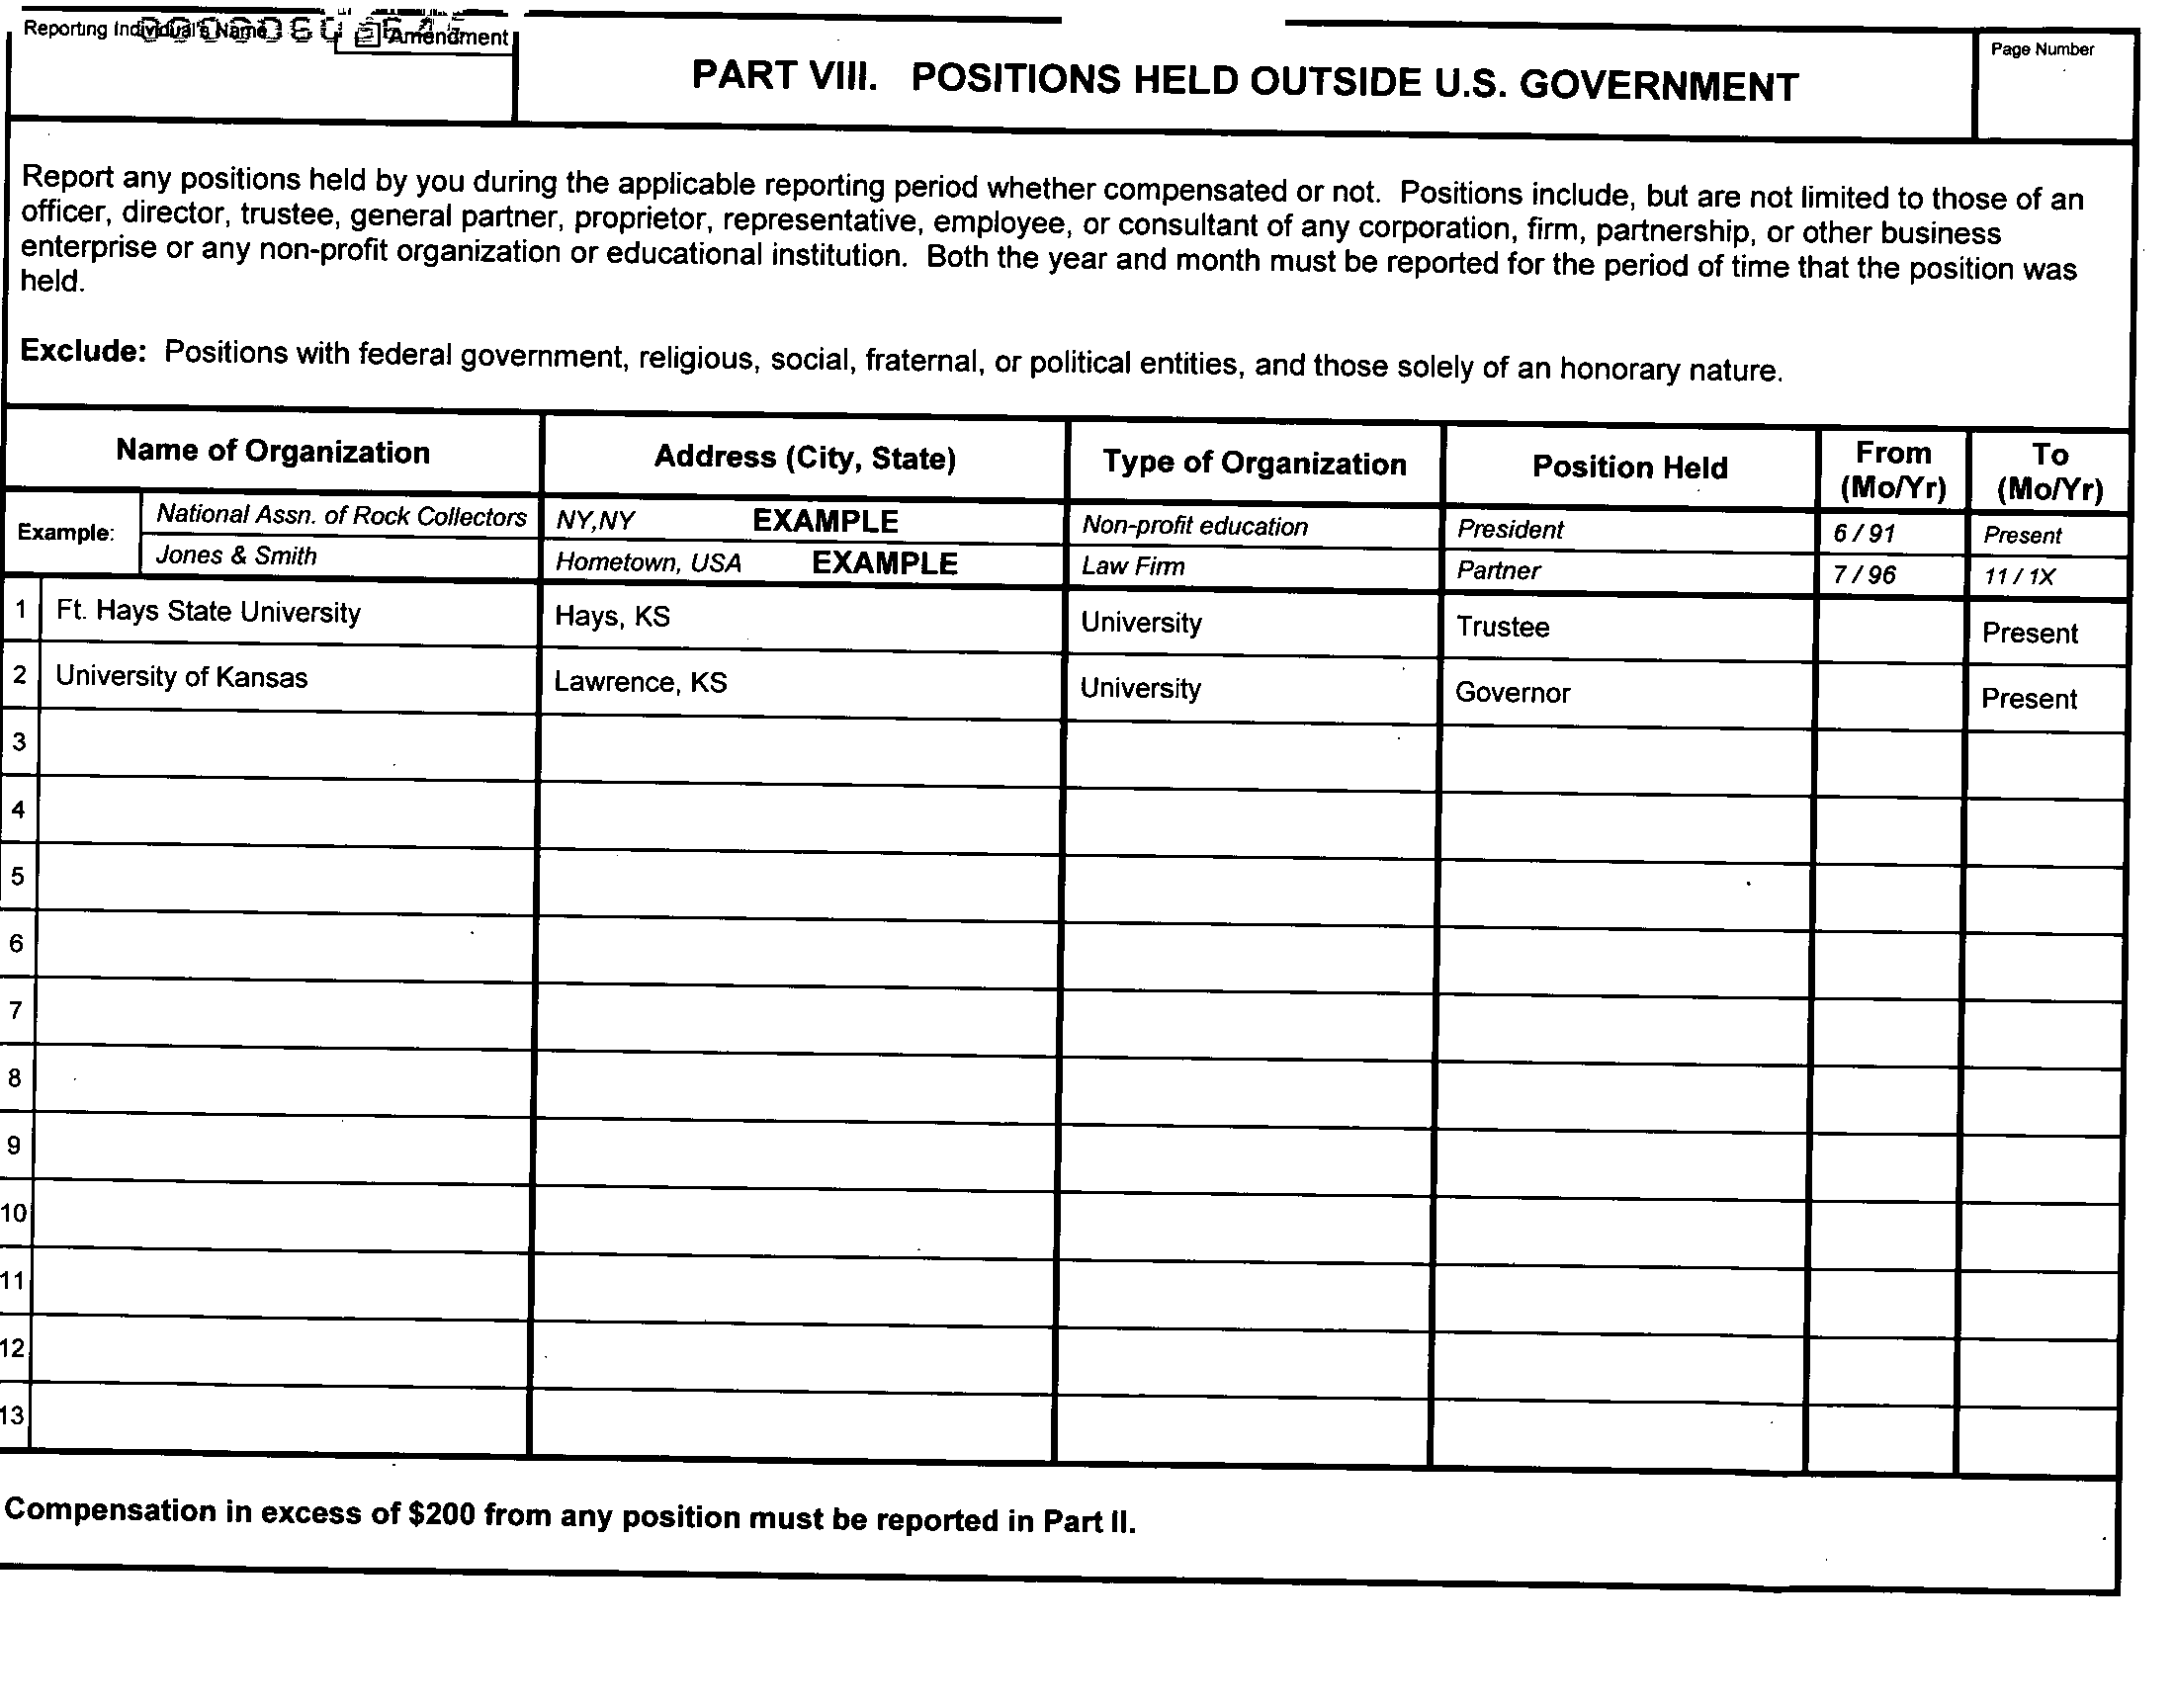 Reporting Individual's Name
Amendment
PART VIII. POSITIONS HELD OUTSIDE U.S. GOVERNMENT
Page Number
Report any positions held by you during the applicable reporting period whether compensated or not. Positions include, but are not limited to those of an
officer, director, trustee, general partner, proprietor, representative, employee, or consultant of any corporation, firm, partnership, or other business
enterprise or any non-profit organization or educational institution. Both the year and month must be reported for the period of time that the position was
held.
Exclude: Positions with federal government, religious, social, fraternal, or political entities, and those solely of an honorary nature.
Name of Organization Address (City, State) Type of Organization Position Held From (Mo/Yr) To (Mo/Yr)
Example: National Assn. of Rock Collectors NY,NY EXAMPLE Non-profit education President 6 / 91 Present
Jones & Smith Hometown, USA EXAMPLE Law Firm Partner 7 / 96 11 / 1X
1 Ft. Hays State University Hays, KS University Trustee Present
2 University of Kansas Lawrence, KS University Governor Present
3
4
5
6
7
8
9
10
11
12
13
Compensation in excess of $200 from any position must be reported in Part II.